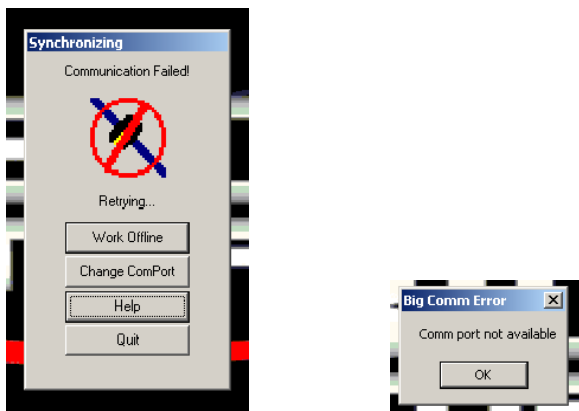 Synchronizing
Communication Failed!
Retrying...
Work Offline
Change ComPort
Help
Quit
Big Comm Error
Comm port not available
OK